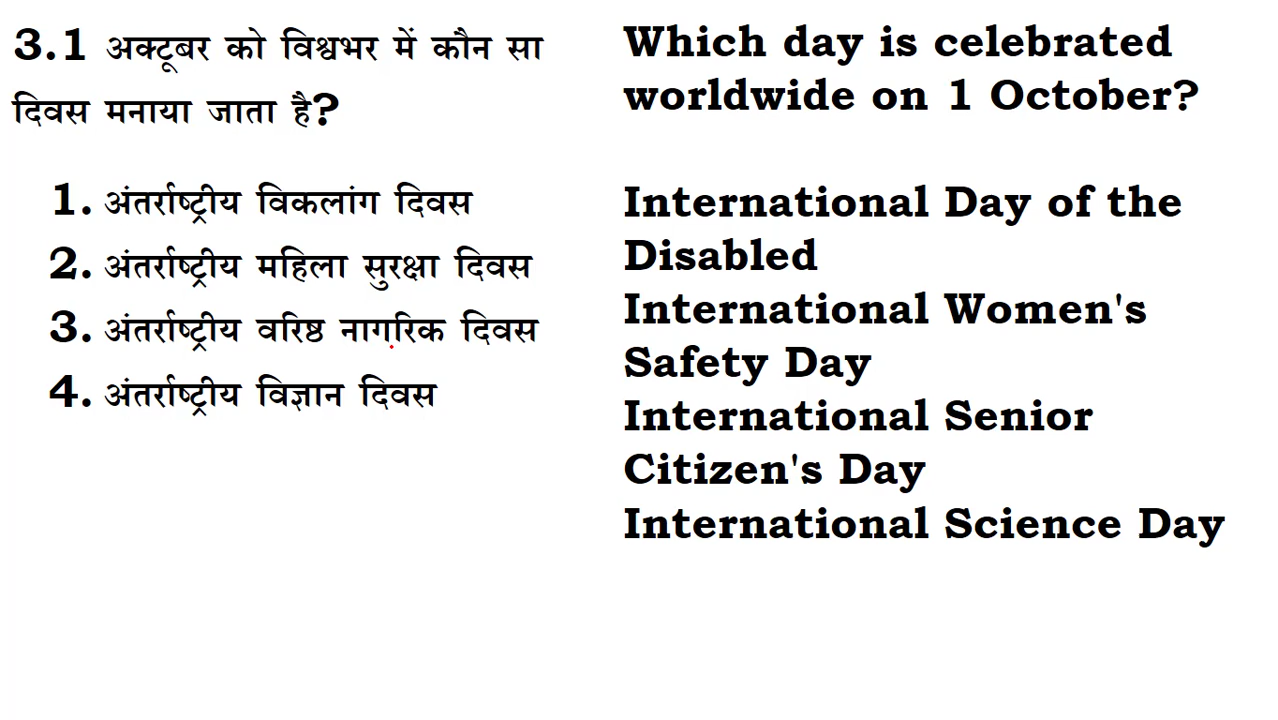 3.1 अक्टूबर को विश्वभर में कौन सा
दिवस मनाया जाता है?
1. अंतर्राष्ट्रीय विकलांग दिवस
2. अंतर्राष्ट्रीय महिला सुरक्षा दिवस
3. अंतर्राष्ट्रीय वरिष्ठ नागरिक दिवस
4. अंतर्राष्ट्रीय विज्ञान दिवस
Which day is celebrated
worldwide on 1 October?
International Day of the
Disabled
International Women's
Safety Day
International Senior
Citizen's Day
International Science Day